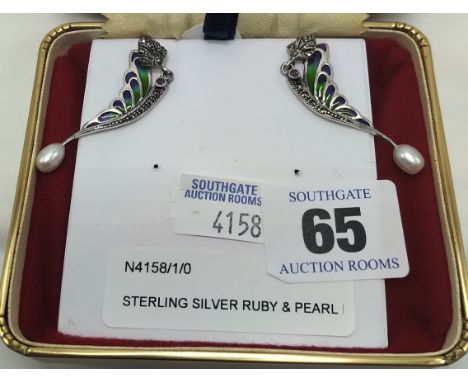 SOUTHGATE
AUCTION ROOMS
4158
SOUTHGATE
65
AUCTION ROOMS
N4158/1/0
STERLING SILVER RUBY & PEARL